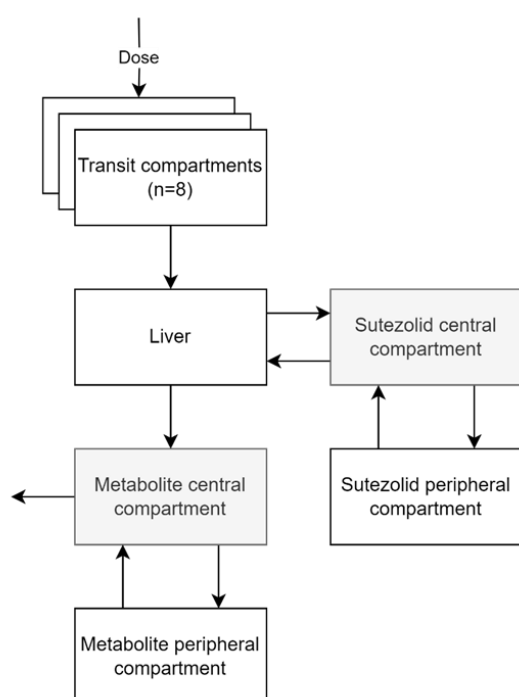 Dose
Transit compartments
(n=8)
Liver
Sutezolid central
compartment
Metabolite central
compartment
Sutezolid peripheral
compartment
Metabolite peripheral
compartment